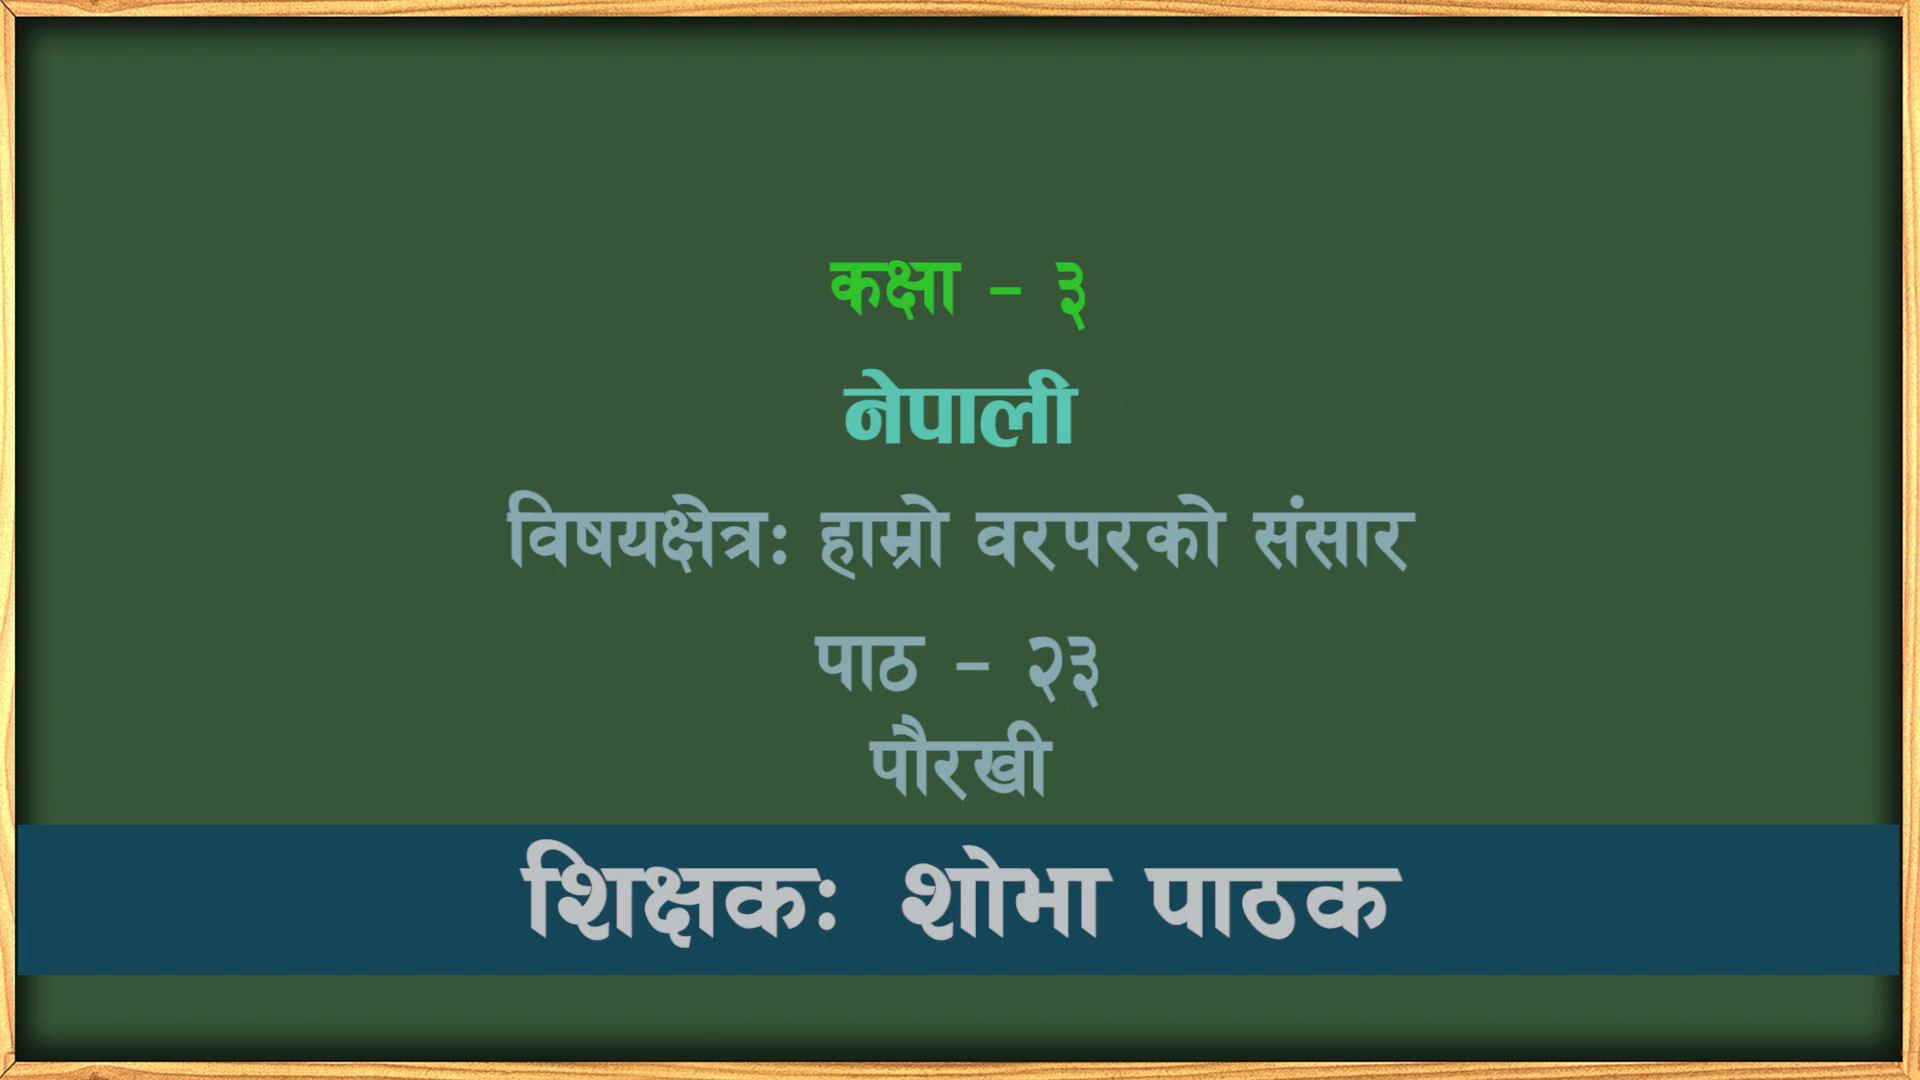 कक्षा – ३
नेपाली
विषयक्षेत्रः हाम्रो वरपरको संसार
पाठ – २३
पौरखी
शिक्षकः शोभा पाठक